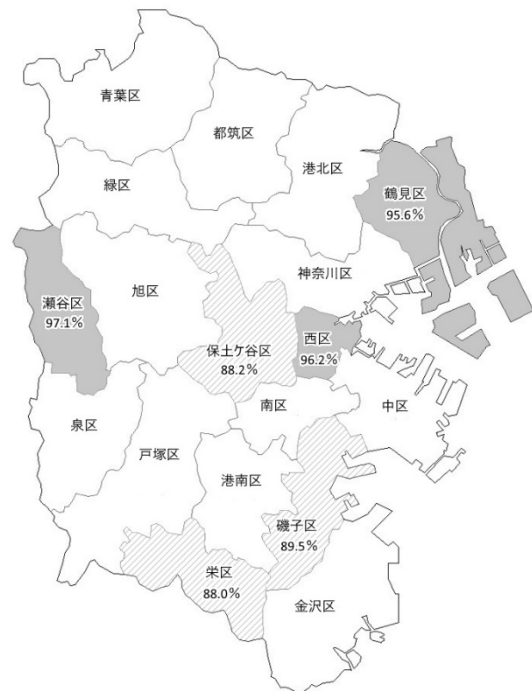 青葉区
都筑区
港北区
緑区
鶴見区
95.6%
神奈川区
旭区
瀬谷区
97.1%
保土ケ谷区
88.2%
西区
96.2%
南区
中区
泉区
戸塚区
港南区
磯子区
89.5%
栄区
88.0%
金沢区